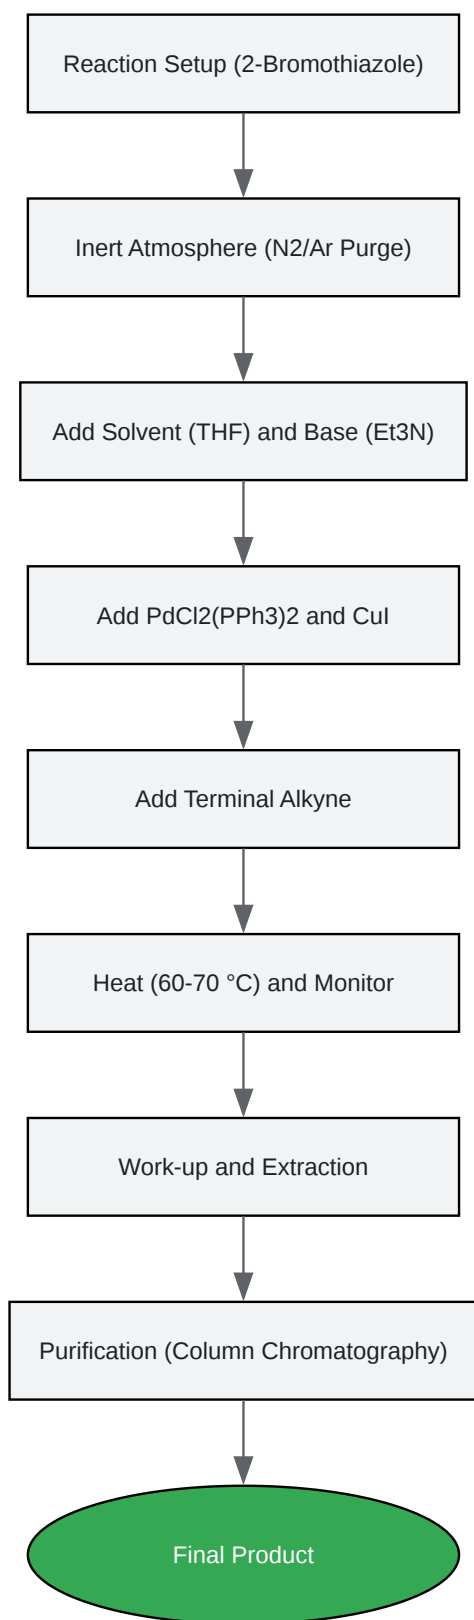 Reaction Setup (2-Bromothiazole)
Inert Atmosphere (N2/Ar Purge)
Add Solvent (THF) and Base (Et3N)
Add PdCl2(PPh3)2 and CuI
Add Terminal Alkyne
Heat (60-70 °C) and Monitor
Work-up and Extraction
Purification (Column Chromatography)
Final Product